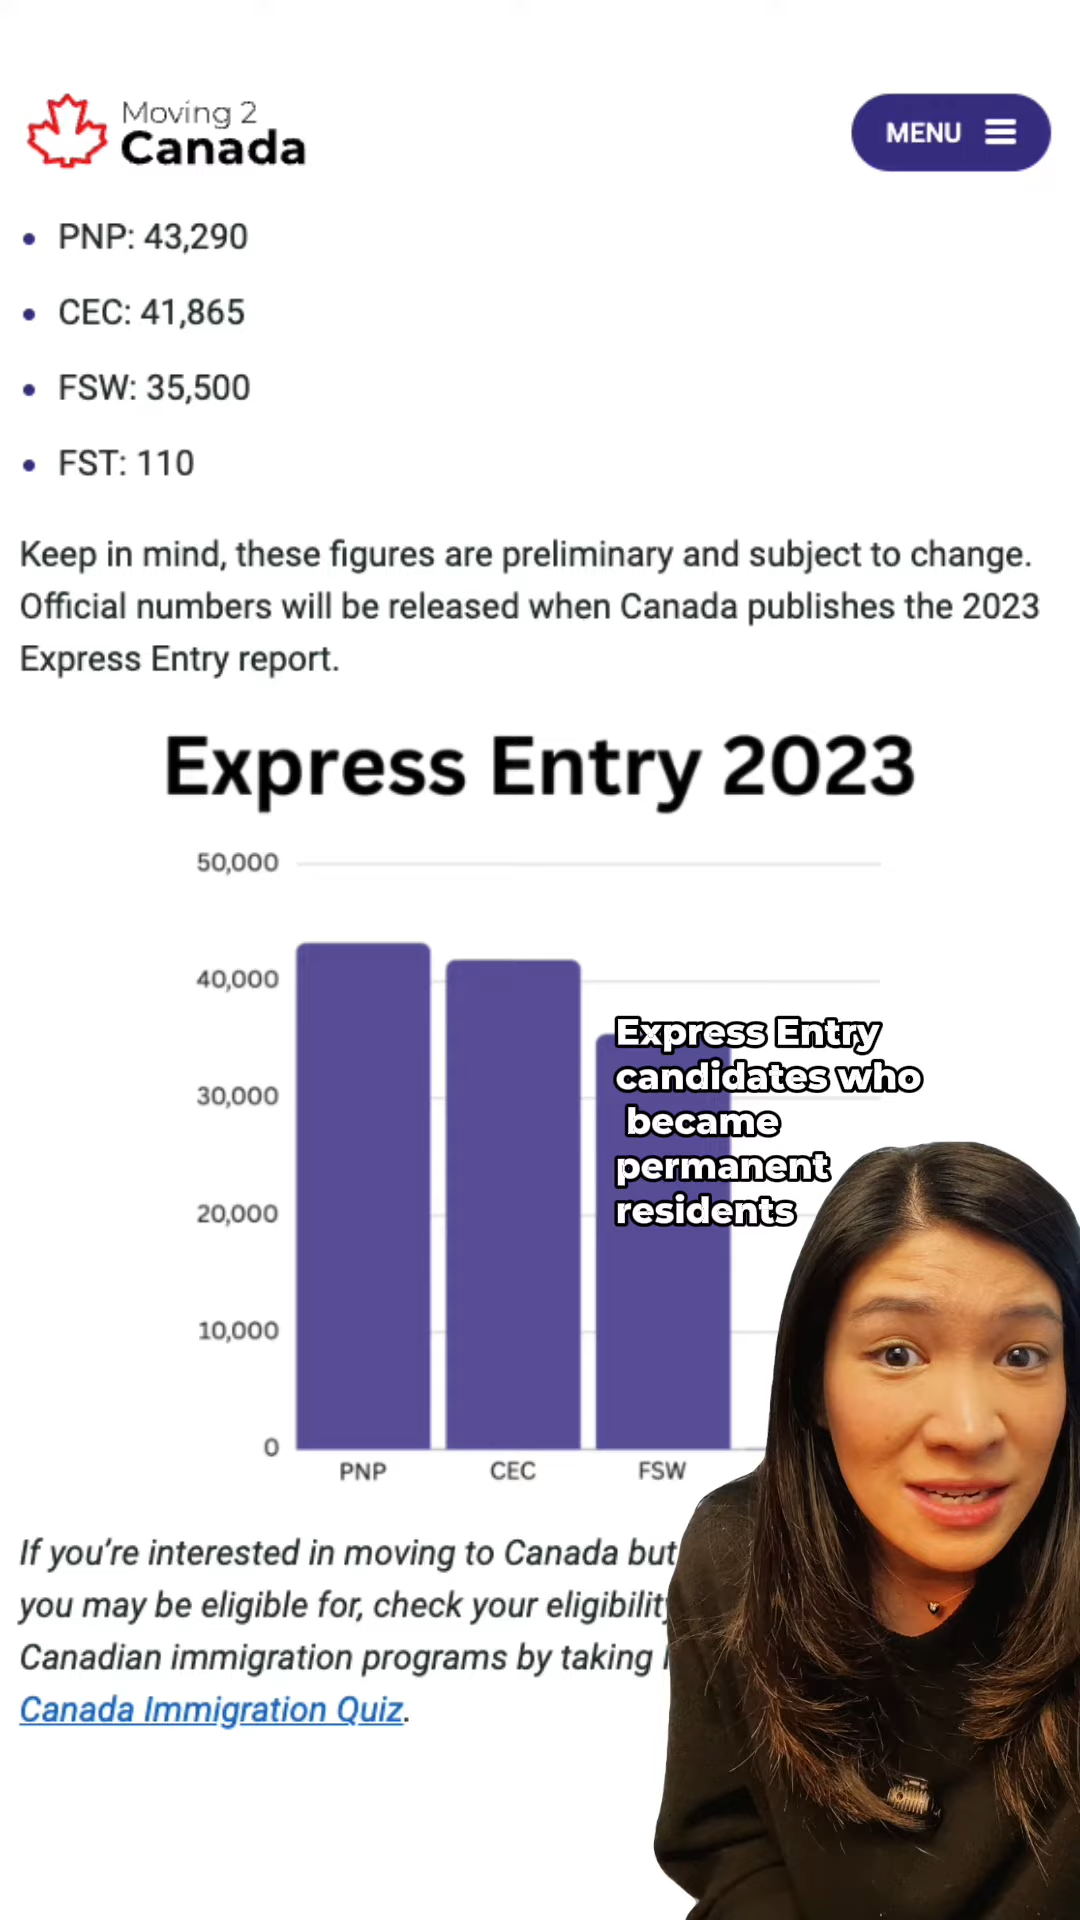 Moving 2
Canada
MENU
PNP: 43,290
CEC: 41,865
FSW: 35,500
FST: 110
Keep in mind, these figures are preliminary and subject to change.
Official numbers will be released when Canada publishes the 2023
Express Entry report.
Express Entry 2023
50,000
40,000
30,000
20,000
10,000
0
PNP
CEC
FSW
Express Entry
candidates who
became
permanent
residents
If you're interested in moving to Canada but
you may be eligible for, check your eligibility
Canadian immigration programs by taking
Canada Immigration Quiz.